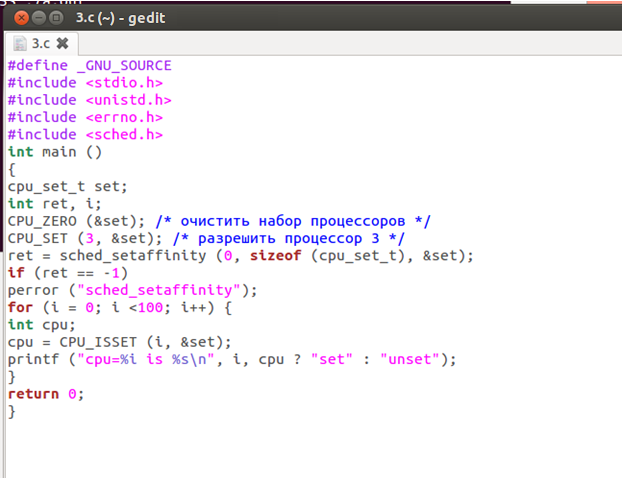 3.c (~) - gedit
3.c
#define _GNU_SOURCE
#include <stdio.h>
#include <unistd.h>
#include <errno.h>
#include <sched.h>
int main ()
{
cpu_set_t set;
int ret, i;
CPU_ZERO (&set); /* очистить набор процессоров */
CPU_SET (3, &set); /* разрешить процессор 3 */
ret = sched_setaffinity (0, sizeof (cpu_set_t), &set);
if (ret == -1)
perror ("sched_setaffinity");
for (i = 0; i <100; i++) {
int cpu;
cpu = CPU_ISSET (i, &set);
printf ("cpu=%i is %s\n", i, cpu ? "set" : "unset");
}
return 0;
}